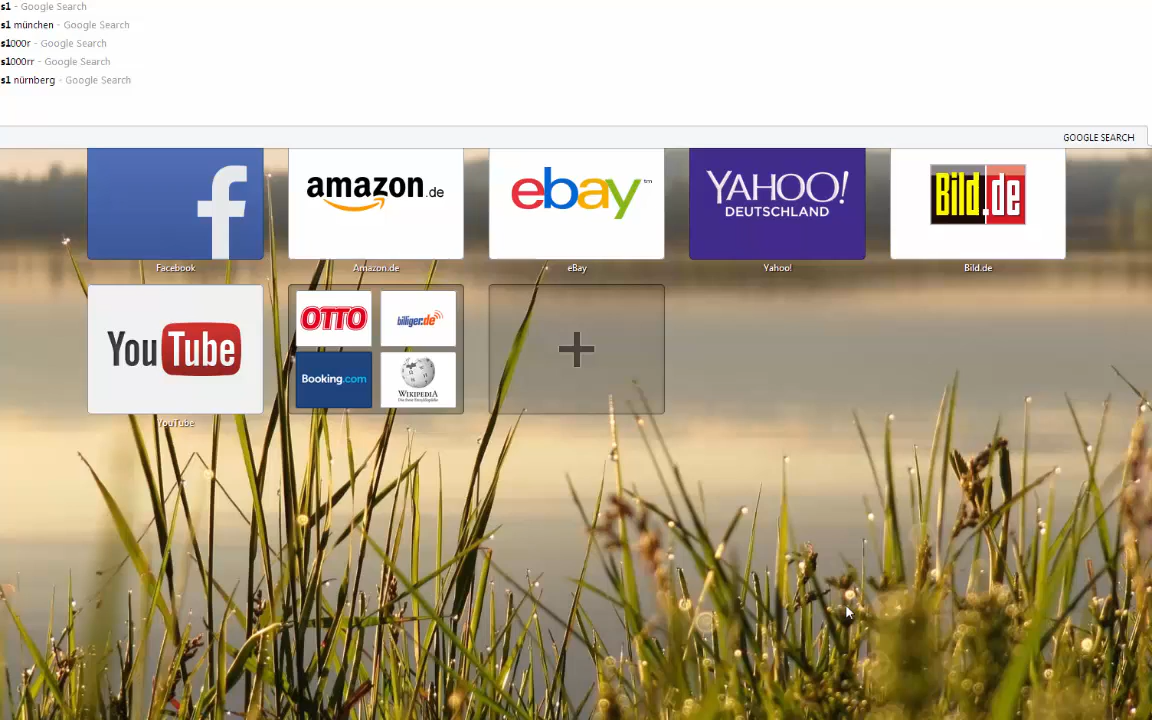 s1 - Google Search
s1 münchen - Google Search
s1000r - Google Search
s1000rr - Google Search
s1 nürnberg - Google Search
GOOGLE SEARCH
f
amazon.de
ebay™
YAHOO!
DEUTSCHLAND
Bild.de
Facebook
Amazon.de
eBay
Yahoo!
Bild.de
YouTube
OTTO
billiger.de
Booking.com
WIKIPEDIA
YouTube